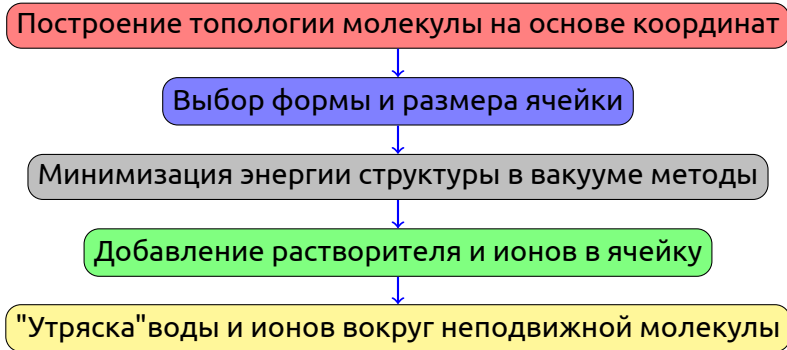 Построение топологии молекулы на основе координат
Выбор формы и размера ячейки
Минимизация энергии структуры в вакууме методы
Добавление растворителя и ионов в ячейку
"Утряска"воды и ионов вокруг неподвижной молекулы